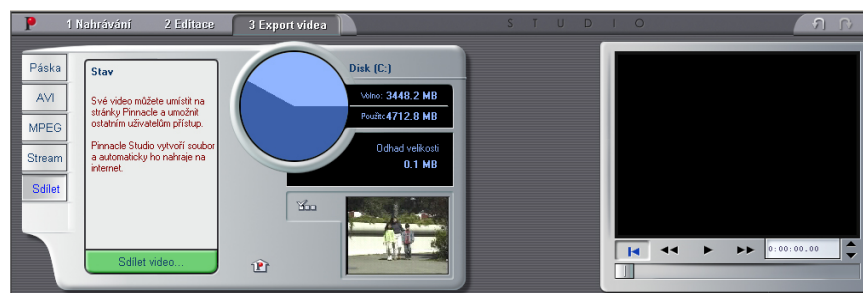 1 Nahrávání
2 Editace
3 Export videa
STUDIO
Páska
AVI
MPEG
Stream
Sdílet
Stav
Své video můžete umístit na
stránky Pinnacle a umožnit
ostatním uživatelům přístup.
Pinnacle Studio vytvoří soubor
a automaticky ho nahraje na
internet.
Sdílet video...
Disk (C:)
Volno: 3448.2 MB
Použito 4712.8 MB
Odhad velikosti
0.1 MB
0:00:00.00